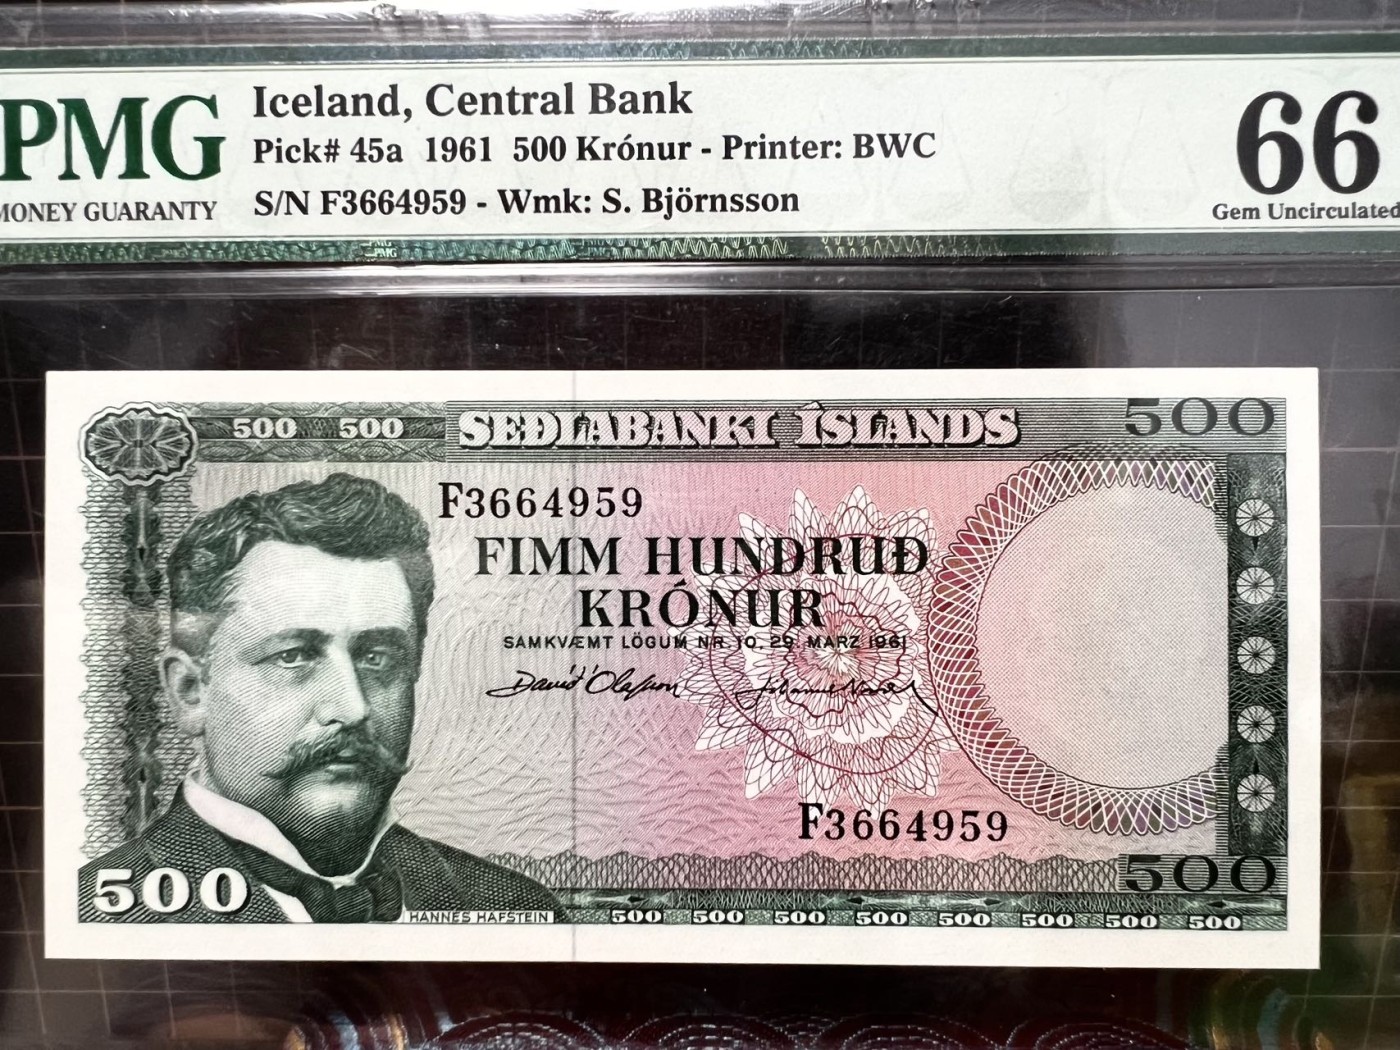 PMG
MONEY GUARANTY
Iceland, Central Bank
Pick# 45a 1961 500 Krónur - Printer: BWC
S/N F3664959 - Wmk: S. Björnsson
66
Gem Uncirculated
500 500
SEÐLABANKI ÍSLANDS
500
F3664959
FIMM HUNDRUÐ
KRÓNUR
SAMKVÆMT LÖGUM NR. 10, 29. MARZ 1961
Davíð Ólafsson
F3664959
500
500
HANNES HAFSTEIN
500 500 500 500 500 500 500 500